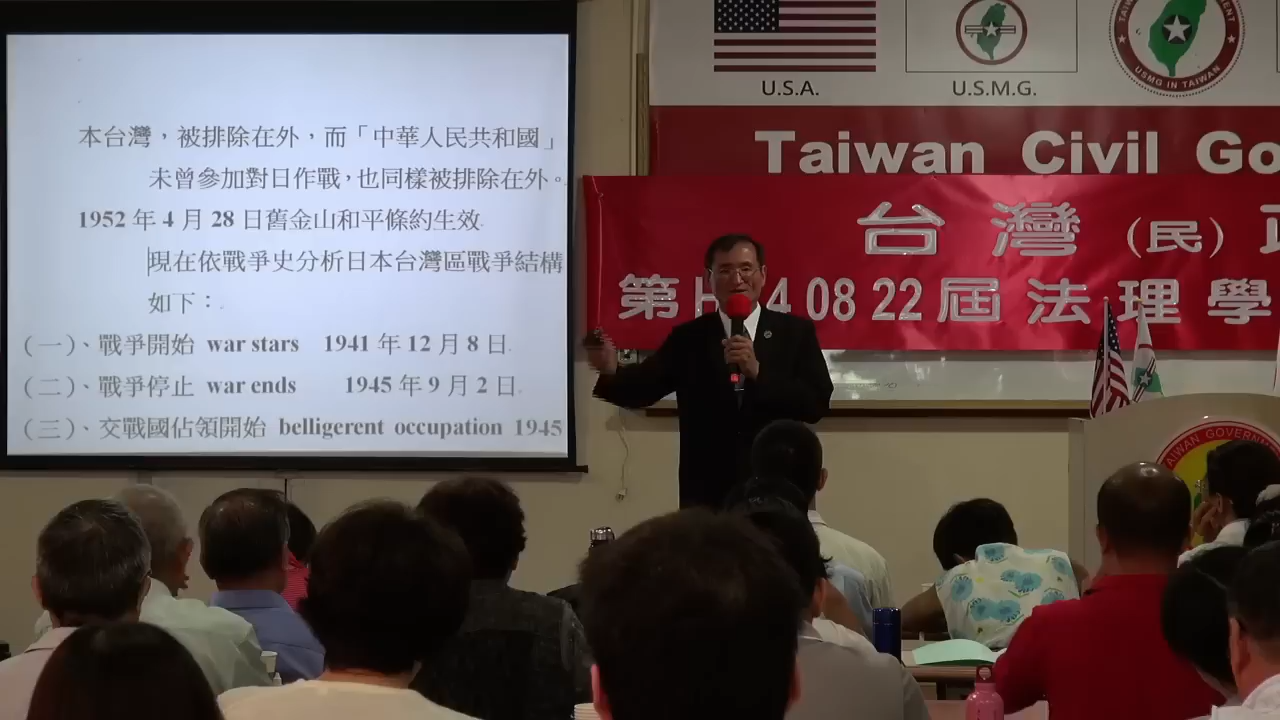 本台灣，被排除在外，而「中華人民共和國」
未曾參加對日作戰，也同樣被排除在外。
1952 年 4 月 28 日舊金山和平條約生效
現在依戰爭史分析日本台灣區戰爭結構
如下：
（一）、戰爭開始 war stars 1941 年 12 月 8 日
（二）、戰爭停止 war ends 1945 年 9 月 2 日
（三）、交戰國佔領開始 belligerent occupation 1945
U.S.A.
U.S.M.G.
USMG IN TAIWAN
Taiwan Civil Go
台灣（民）
第 4 08 22 屆法理學
TAIWAN GOVERN